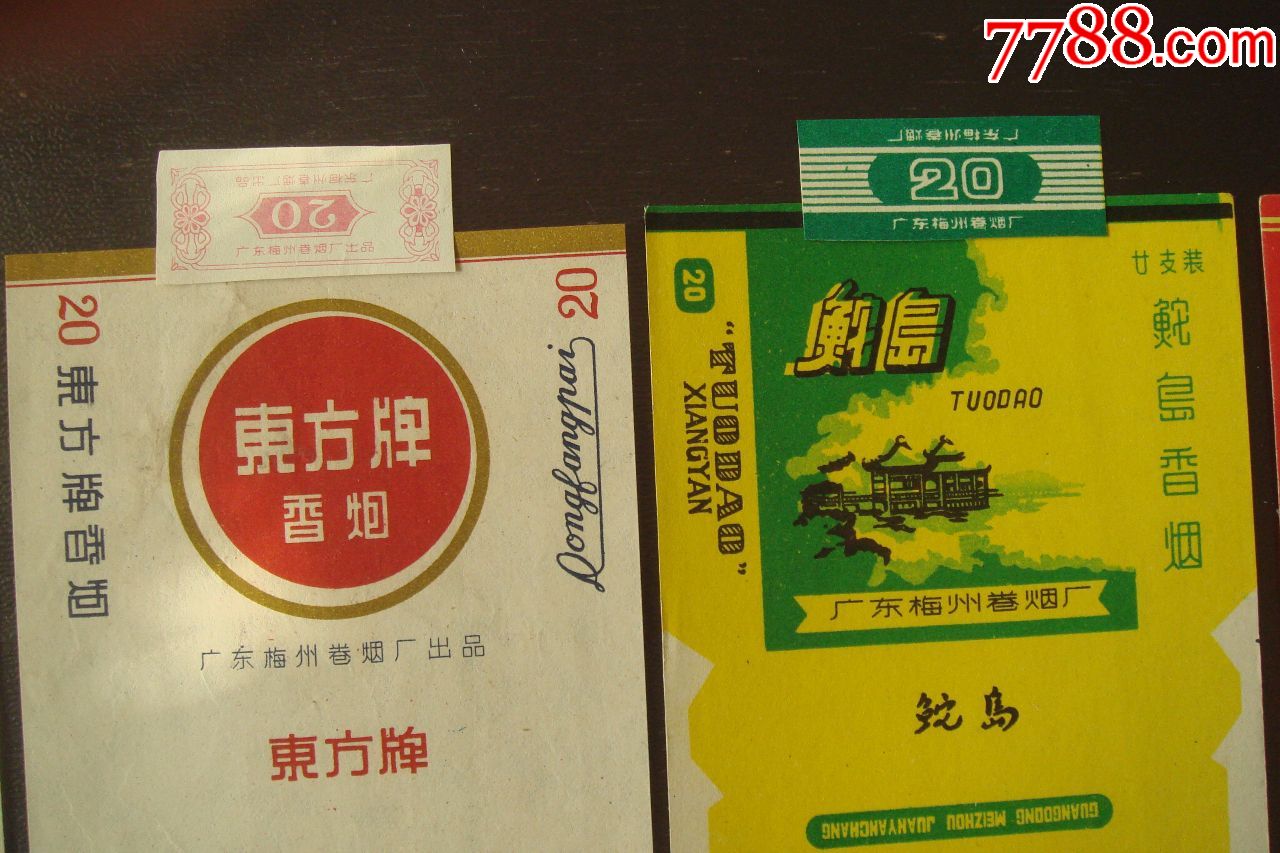 7788.com
广东梅州卷烟厂出品
20
广东梅州卷烟厂出品
20
東方牌香烟
東方牌
香烟
20
Dongfangpai
广东梅州卷烟厂出品
東方牌
广东梅州卷烟厂
20
广东梅州卷烟厂
20
"TUODAO"
XIANGYAN
鮀島
TUODAO
广东梅州卷烟厂
廿支装
鮀島香烟
鮀岛
GUANGDONG MEIZHOU JUANYANCHANG